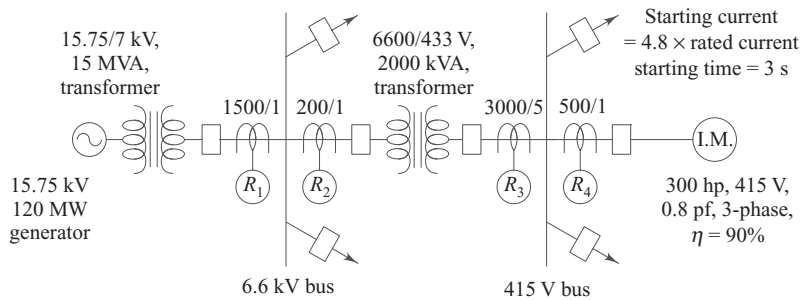 15.75/7 kV,
15 MVA,
transformer
6600/433 V,
2000 kVA,
transformer
Starting current
= 4.8 × rated current
starting time = 3 s
1500/1
200/1
3000/5
500/1
R1
R2
R3
R4
I.M.
15.75 kV
120 MW
generator
300 hp, 415 V,
0.8 pf, 3-phase,
η = 90%
6.6 kV bus
415 V bus